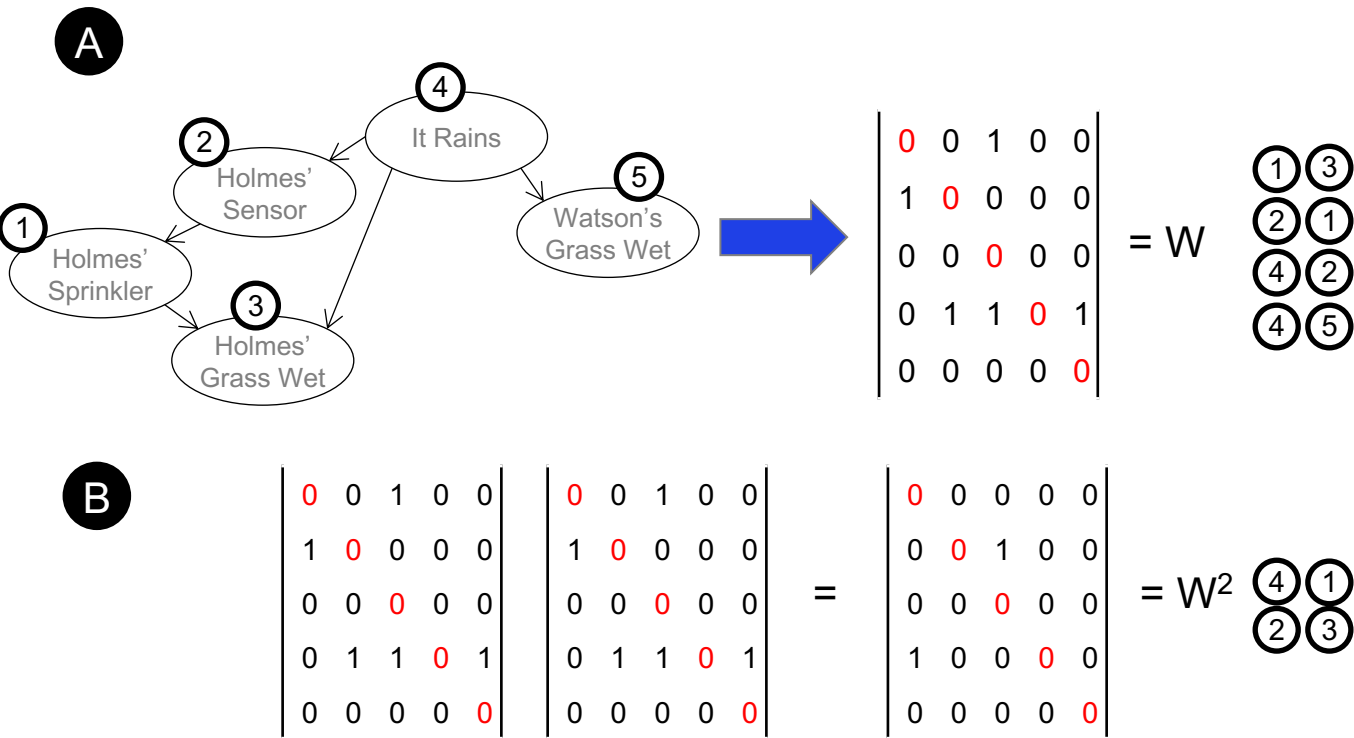 A
4
It Rains
2
Holmes'
Sensor
5
Watson's
Grass Wet
1
Holmes'
Sprinkler
3
Holmes'
Grass Wet
0 0 1 0 0
1 0 0 0 0
0 0 0 0 0
0 1 1 0 1
0 0 0 0 0
= W
1 3
2 1
4 2
4 5
B
0 0 1 0 0
1 0 0 0 0
0 0 0 0 0
0 1 1 0 1
0 0 0 0 0
0 0 1 0 0
1 0 0 0 0
0 0 0 0 0
0 1 1 0 1
0 0 0 0 0
=
0 0 0 0 0
0 0 1 0 0
0 0 0 0 0
1 0 0 0 0
0 0 0 0 0
= W²
4 1
2 3